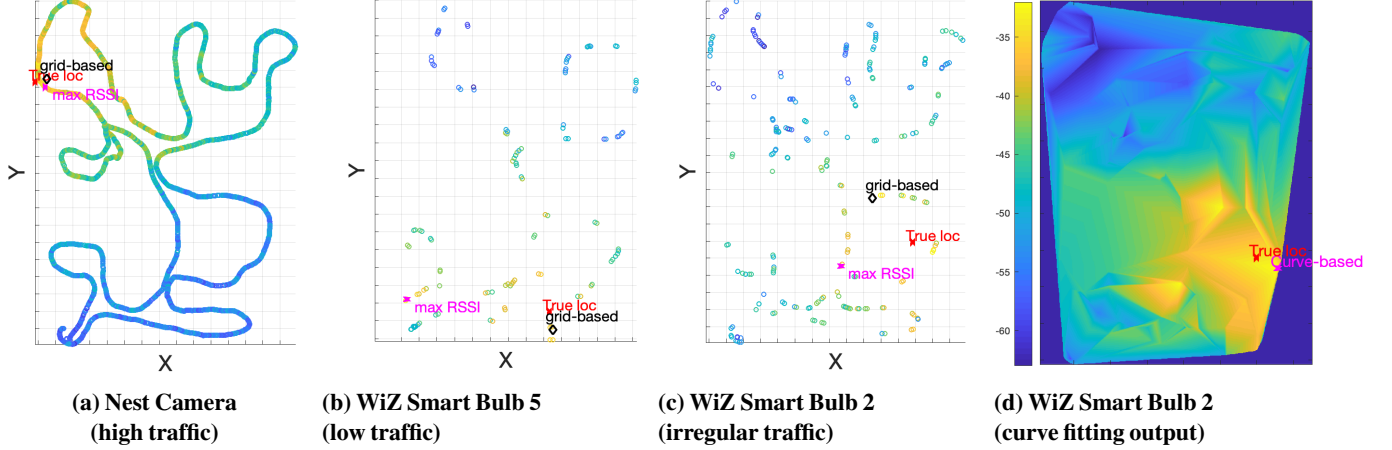 grid-based
True loc
max RSSI
Y
X
(a) Nest Camera
(high traffic)
max RSSI
True loc
grid-based
Y
X
(b) WiZ Smart Bulb 5
(low traffic)
grid-based
True loc
max RSSI
Y
X
(c) WiZ Smart Bulb 2
(irregular traffic)
-35
-40
-45
-50
-55
-60
True loc
Curve-based
(d) WiZ Smart Bulb 2
(curve fitting output)